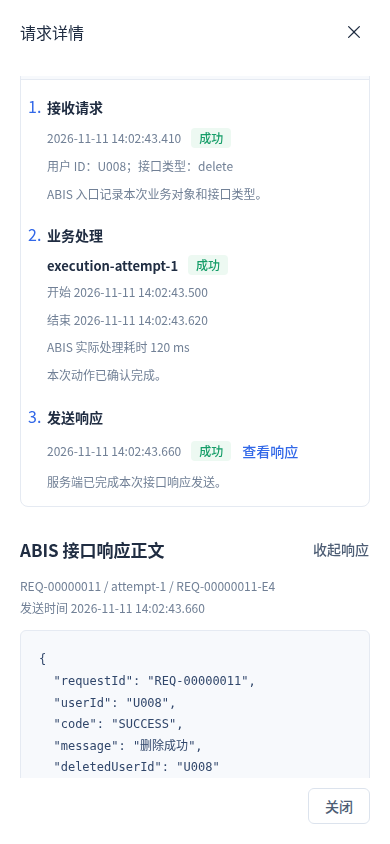 请求详情
1. 接收请求
2026-11-11 14:02:43.410 成功
用户 ID：U008；接口类型：delete
ABIS 入口记录本次业务对象和接口类型。
2. 业务处理
execution-attempt-1 成功
开始 2026-11-11 14:02:43.500
结束 2026-11-11 14:02:43.620
ABIS 实际处理耗时 120 ms
本次动作已确认完成。
3. 发送响应
2026-11-11 14:02:43.660 成功 查看响应
服务端已完成本次接口响应发送。
ABIS 接口响应正文 收起响应
REQ-00000011 / attempt-1 / REQ-00000011-E4
发送时间 2026-11-11 14:02:43.660
{
"requestId": "REQ-00000011",
"userId": "U008",
"code": "SUCCESS",
"message": "删除成功",
"deletedUserId": "U008"
关闭